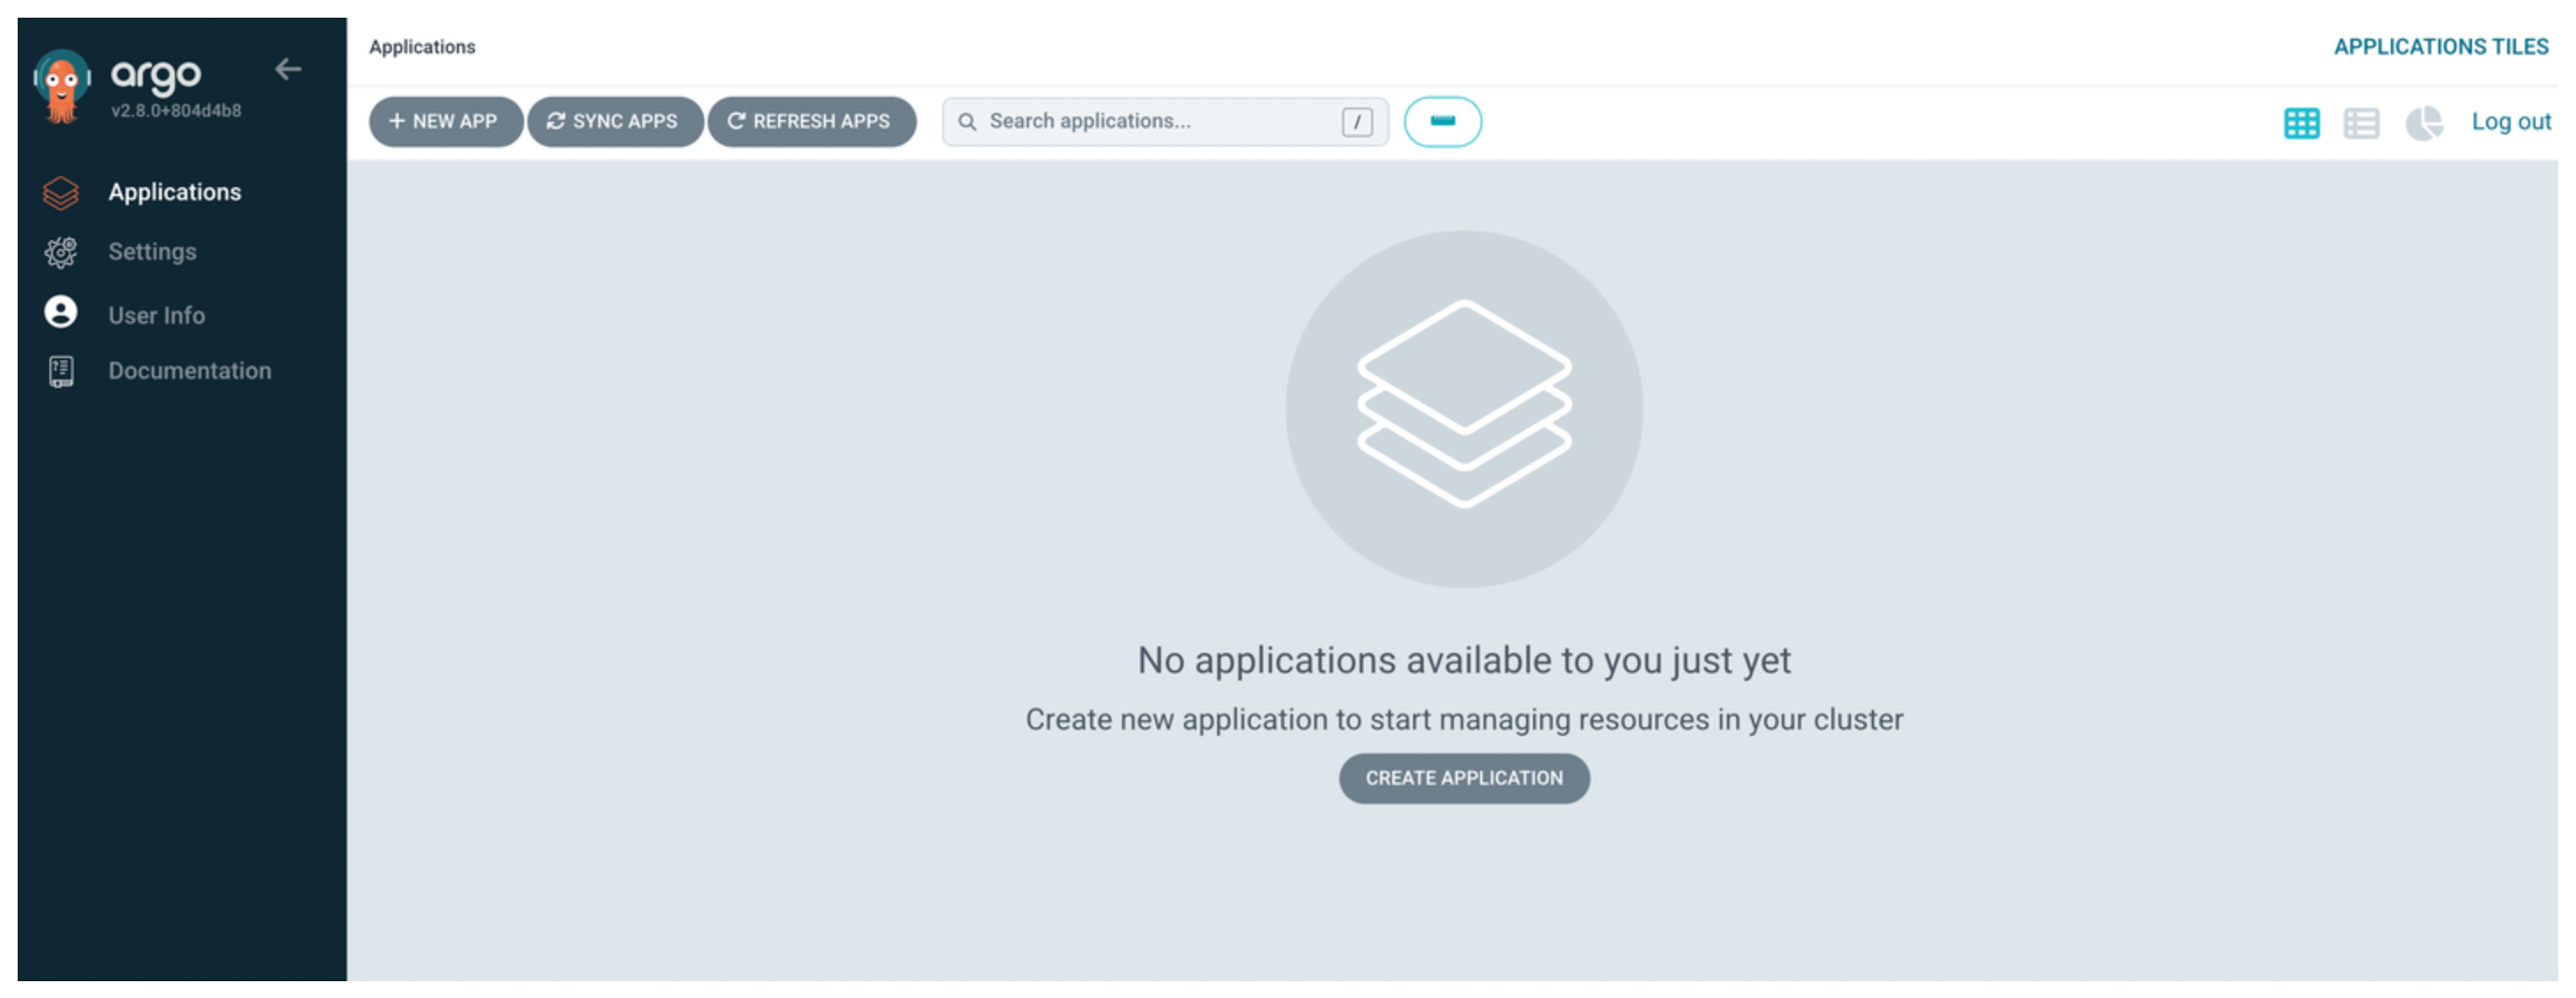 argo
v2.8.0+804d4b8
Applications
Settings
User Info
Documentation
Applications
APPLICATIONS TILES
+ NEW APP
SYNC APPS
REFRESH APPS
Search applications...
/
Log out
No applications available to you just yet
Create new application to start managing resources in your cluster
CREATE APPLICATION